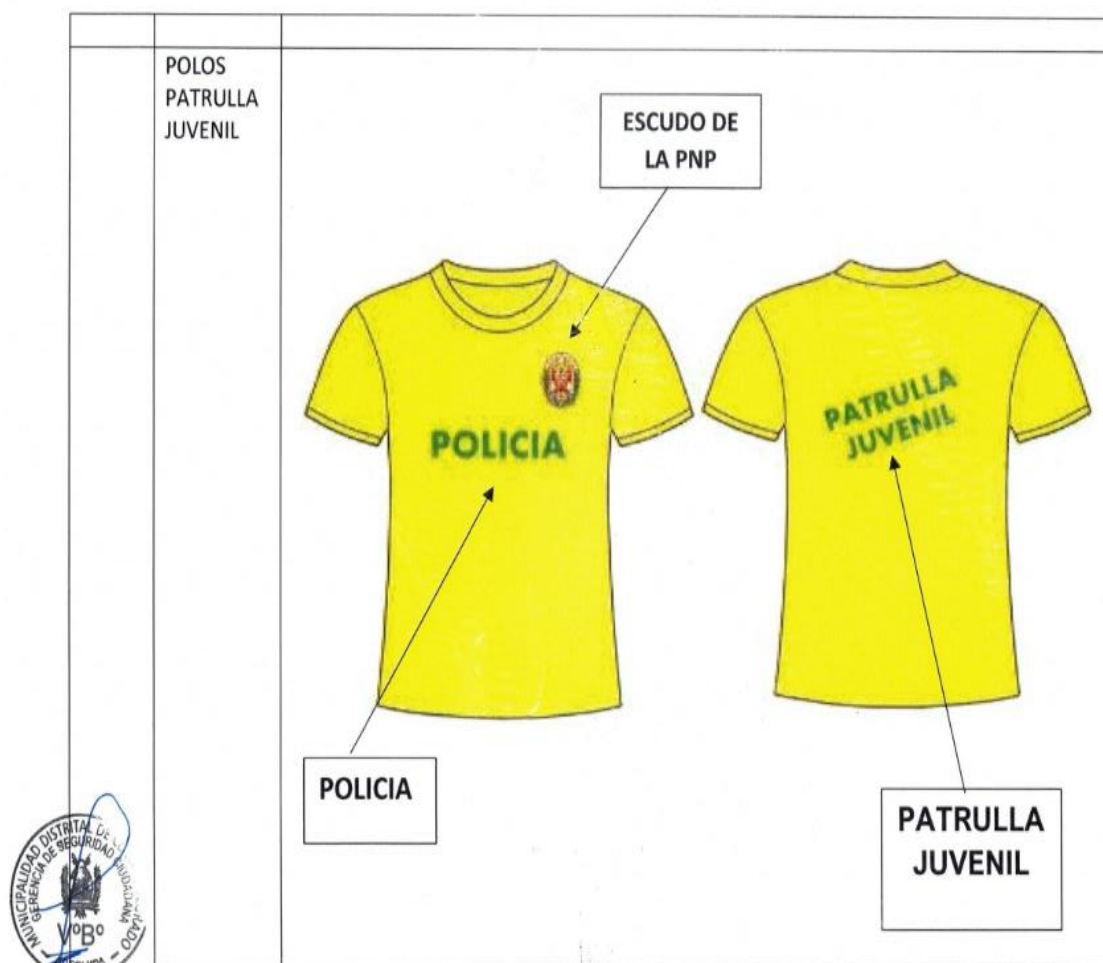 POLOS
PATRULLA
JUVENIL
ESCUDO DE
LA PNP
POLICIA
PATRULLA
JUVENIL
POLICIA
PATRULLA
JUVENIL
MUNICIPALIDAD DISTRITAL DE
GERENCIA DE SEGURIDAD CIUDADANA
VºBº